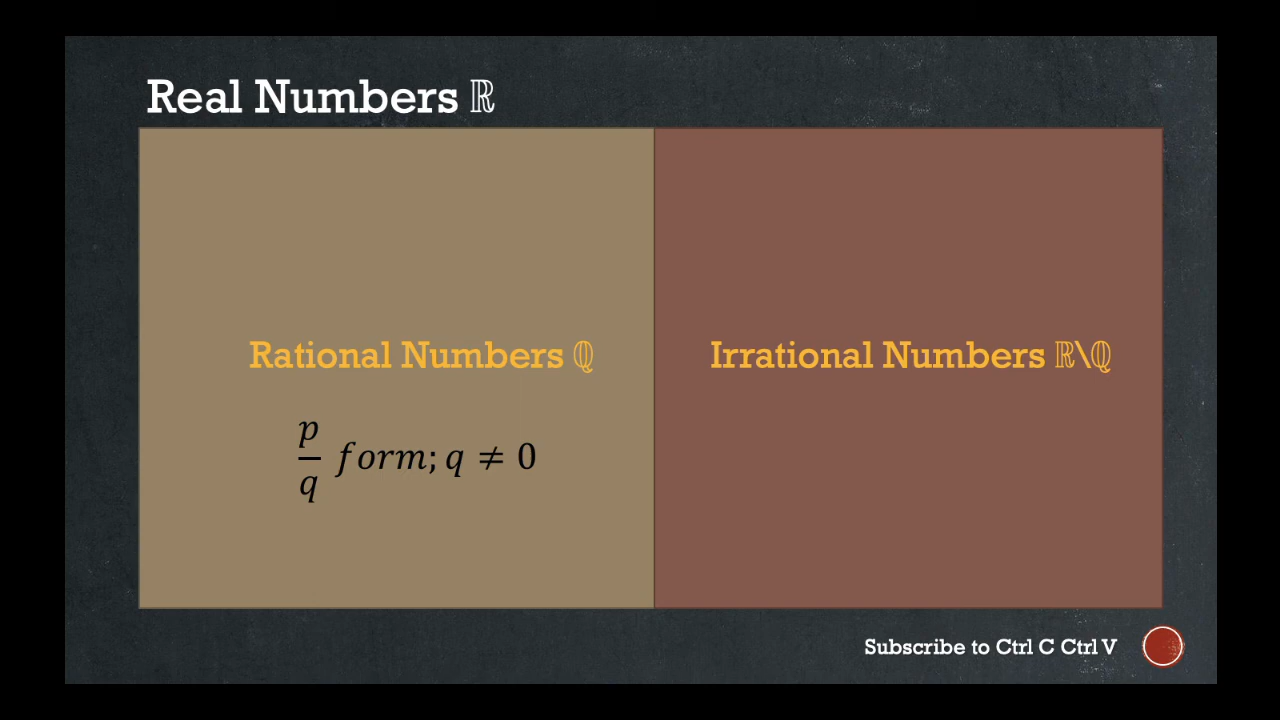 Real Numbers ℝ
Rational Numbers ℚ
Irrational Numbers ℝ\ℚ
p/q form; q ≠ 0
Subscribe to Ctrl C Ctrl V